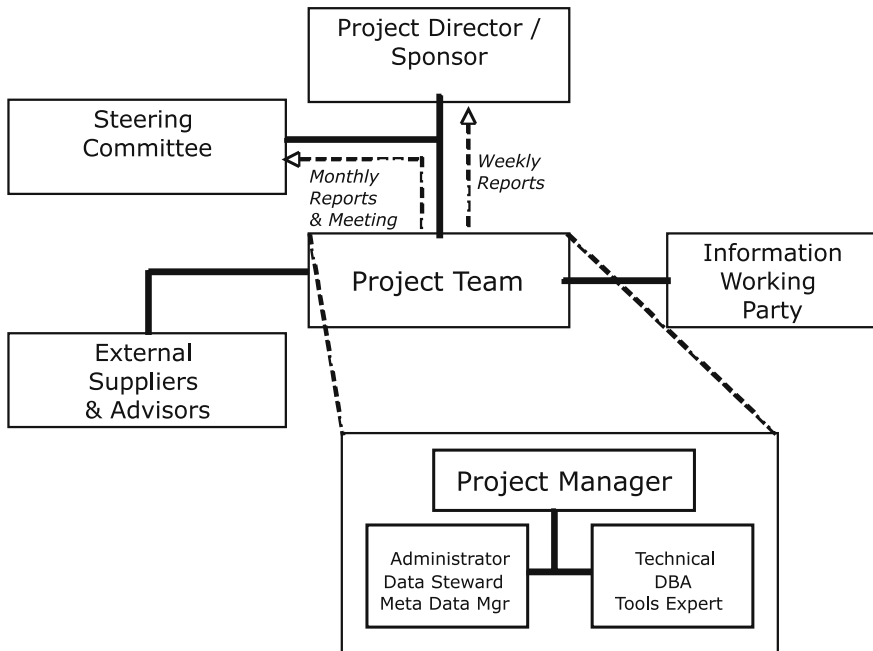 Project Director /
Sponsor
Steering
Committee
Monthly
Reports
& Meeting
Weekly
Reports
Project Team
Information
Working
Party
External
Suppliers
& Advisors
Project Manager
Administrator
Data Steward
Meta Data Mgr
Technical
DBA
Tools Expert